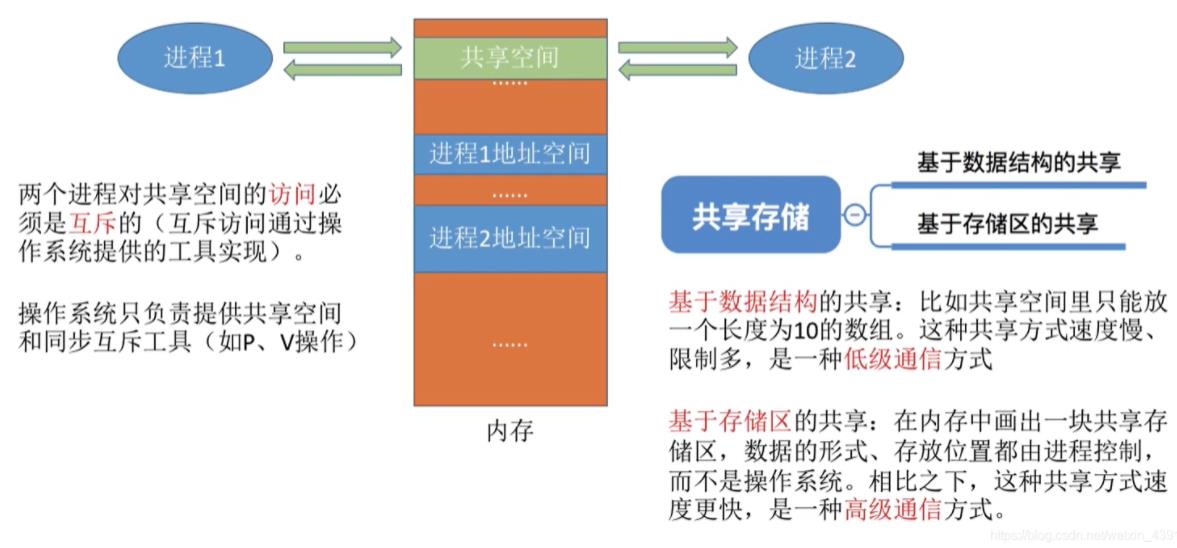 进程1
共享空间
进程2
……
进程1地址空间
……
进程2地址空间
……
内存
两个进程对共享空间的访问必
须是互斥的（互斥访问通过操
作系统提供的工具实现）。
操作系统只负责提供共享空间
和同步互斥工具（如P、V操作）
共享存储
基于数据结构的共享
基于存储区的共享
基于数据结构的共享：比如共享空间里只能放
一个长度为10的数组。这种共享方式速度慢、
限制多，是一种低级通信方式
基于存储区的共享：在内存中画出一块共享存
储区，数据的形式、存放位置都由进程控制，
而不是操作系统。相比之下，这种共享方式速
度更快，是一种高级通信方式。
https://blog.csdn.net/weixin_4391